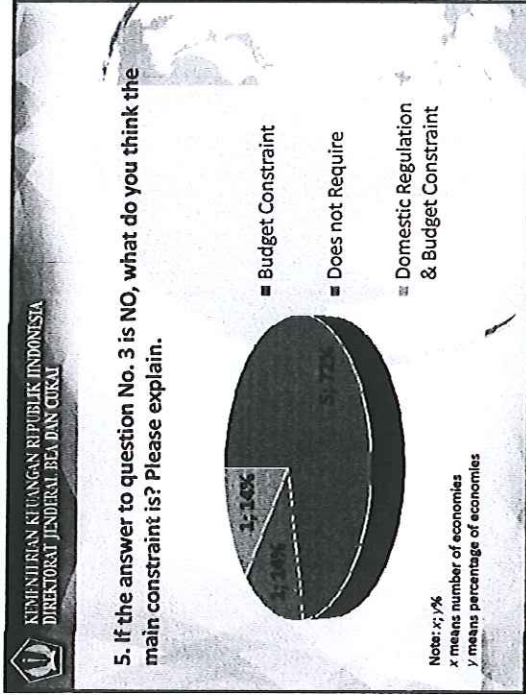 KEMENTERIAN KEUANGAN REPUBLIK INDONESIA
DIREKTORAT JENDERAL BEA DAN CUKAI
5. If the answer to question No. 3 is NO, what do you think the
main constraint is? Please explain.
1; 14%
1; 14%
5; 72%
■ Budget Constraint
■ Does not Require
■ Domestic Regulation
& Budget Constraint
Note: x; y%
x means number of economies
y means percentage of economies